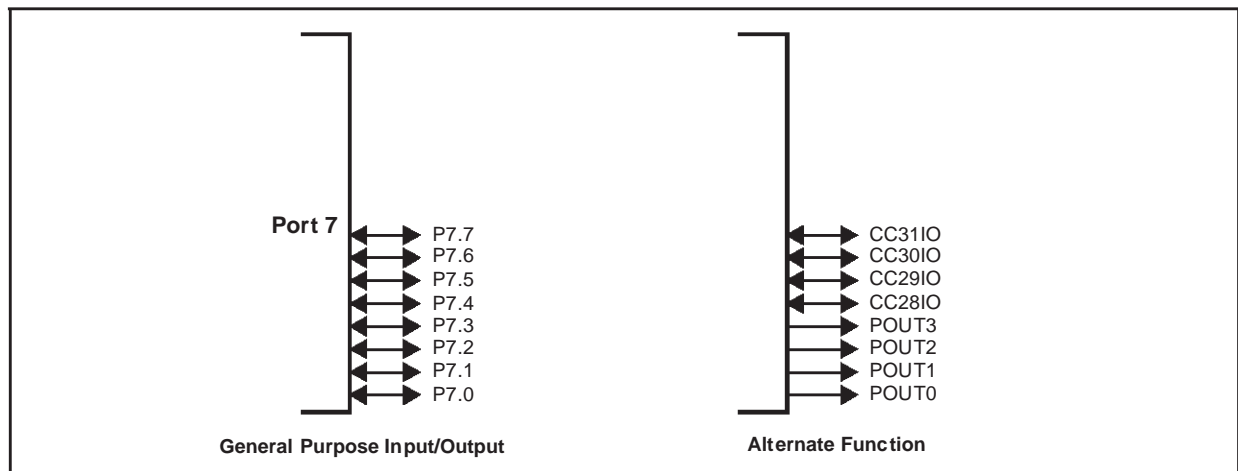 Port 7
P7.7
P7.6
P7.5
P7.4
P7.3
P7.2
P7.1
P7.0
General Purpose Input/Output
CC31IO
CC30IO
CC29IO
CC28IO
POUT3
POUT2
POUT1
POUT0
Alternate Function